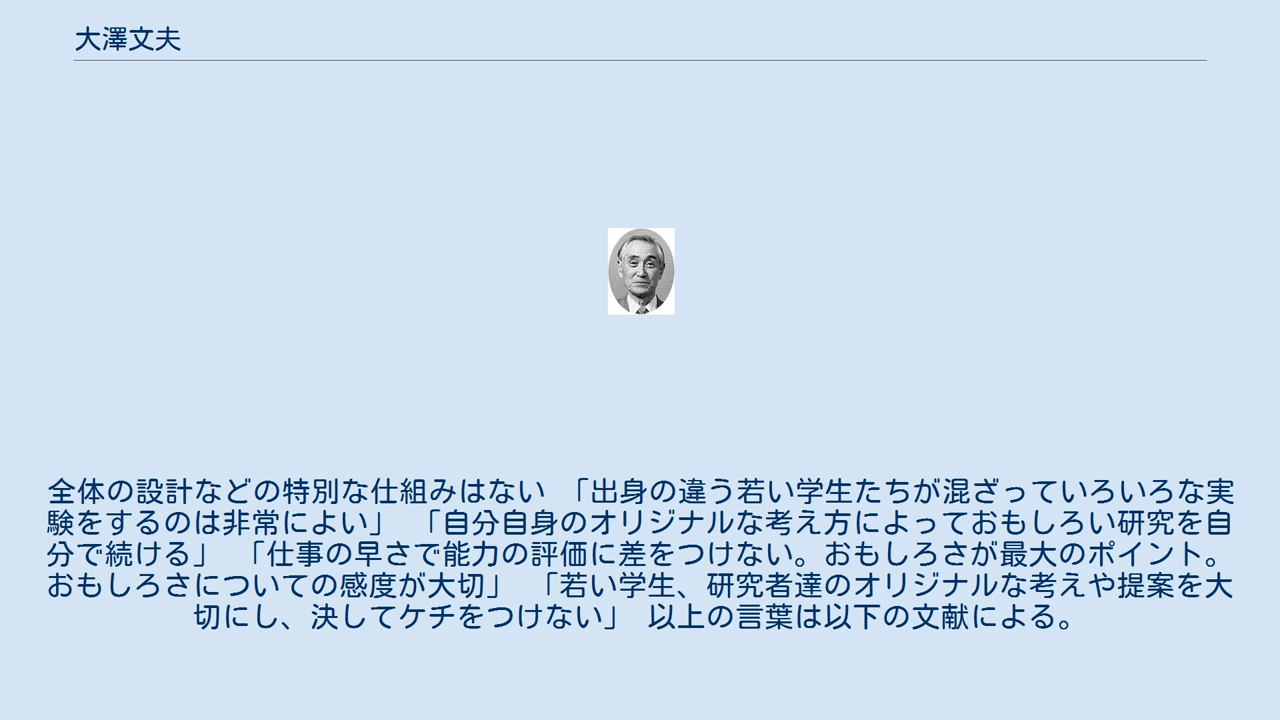 大澤文夫
全体の設計などの特別な仕組みはない 「出身の違う若い学生たちが混ざっていろいろな実
験をするのは非常によい」 「自分自身のオリジナルな考え方によっておもしろい研究を自
分で続ける」 「仕事の早さで能力の評価に差をつけない。おもしろさが最大のポイント。
おもしろさについての感度が大切」 「若い学生、研究者達のオリジナルな考えや提案を大
切にし、決してケチをつけない」 以上の言葉は以下の文献による。